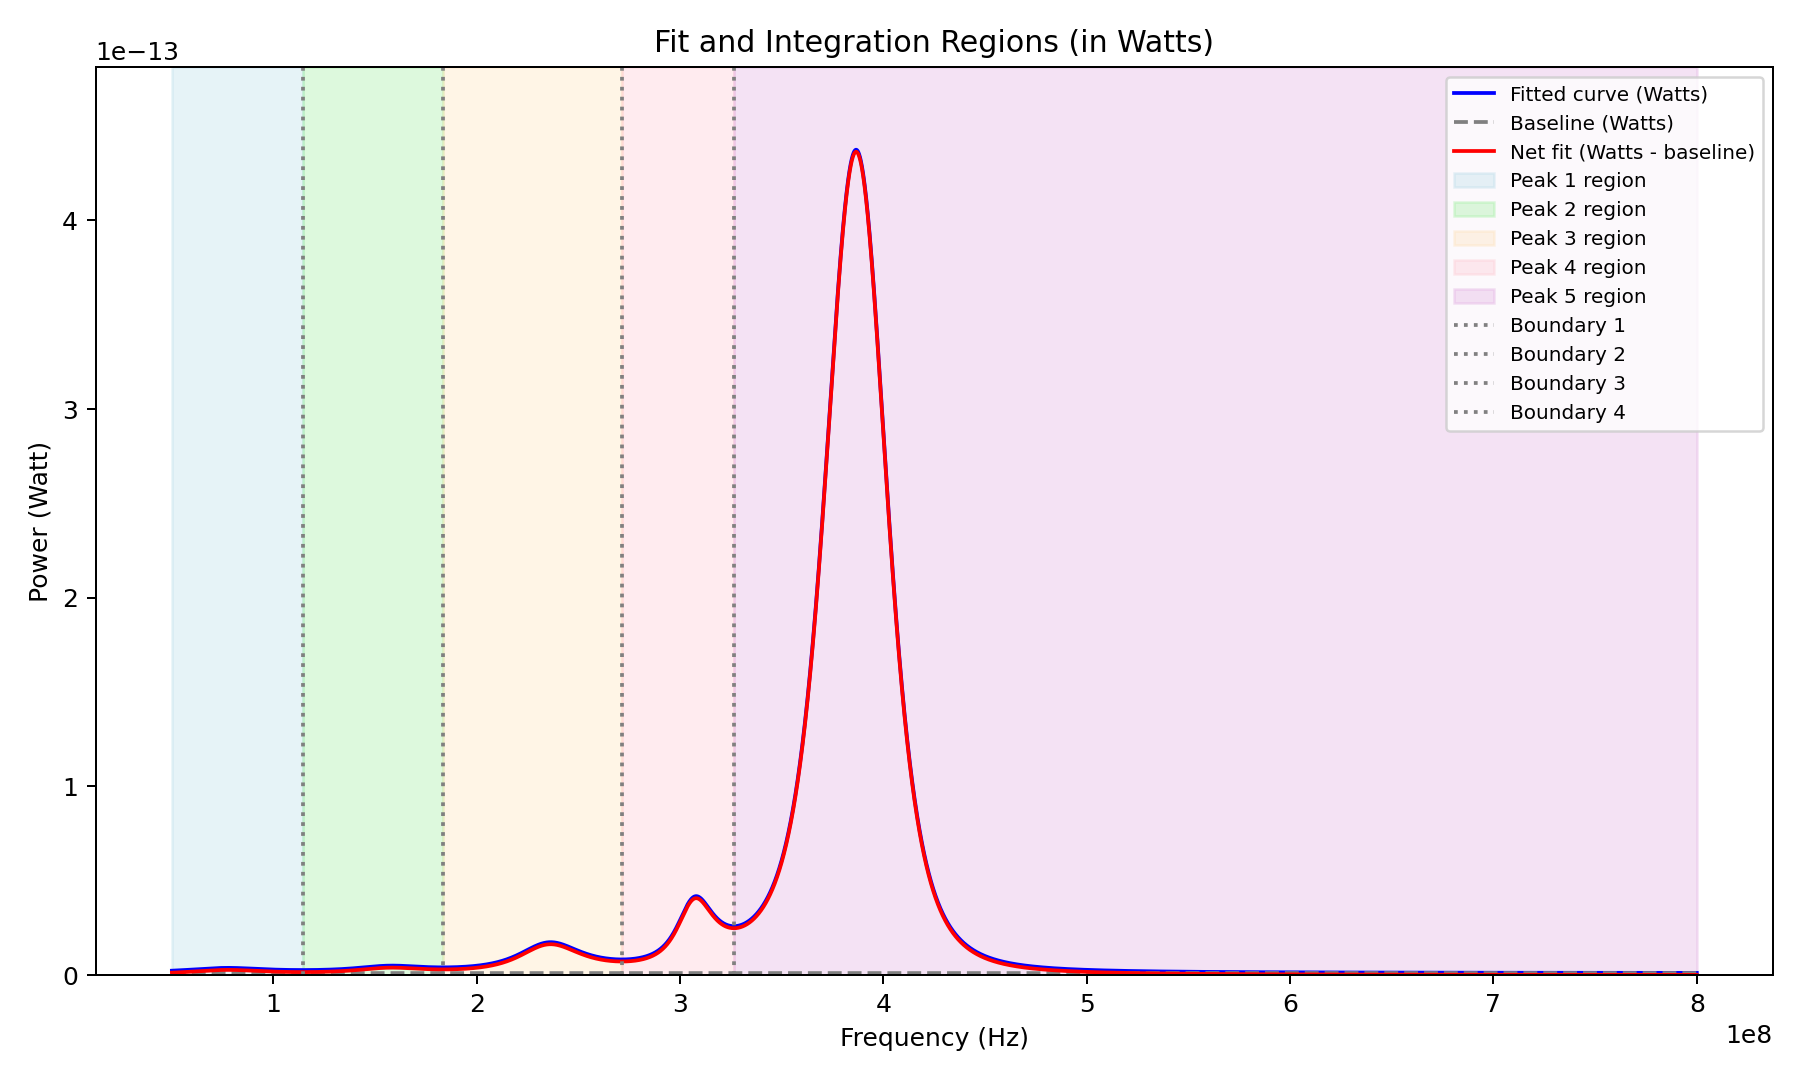 Fit and Integration Regions (in Watts)
1e−13
Fitted curve (Watts)
Baseline (Watts)
Net fit (Watts - baseline)
Peak 1 region
Peak 2 region
Peak 3 region
Peak 4 region
Peak 5 region
Boundary 1
Boundary 2
Boundary 3
Boundary 4
Power (Watt)
4
3
2
1
0
1 2 3 4 5 6 7 8
Frequency (Hz)
1e8